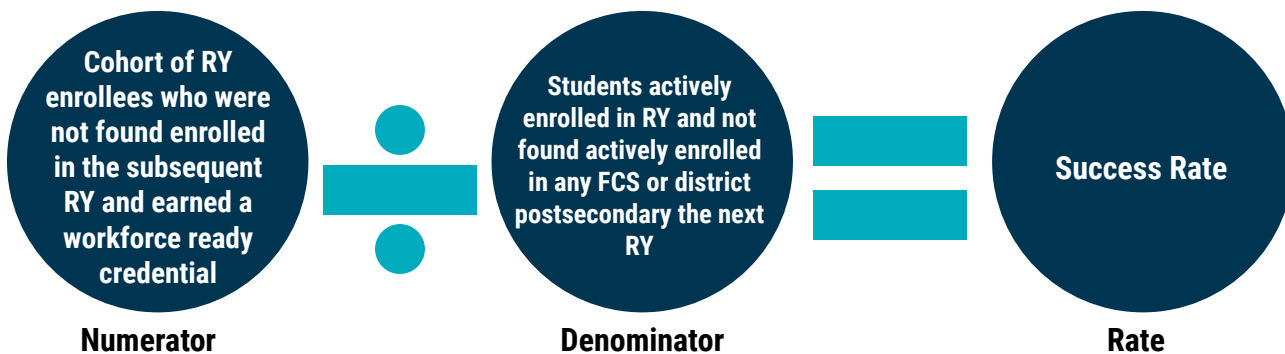 Cohort of RY
enrollees who were
not found enrolled
in the subsequent
RY and earned a
workforce ready
credential
Numerator
Students actively
enrolled in RY and not
found actively enrolled
in any FCS or district
postsecondary the next
RY
Denominator
Success Rate
Rate